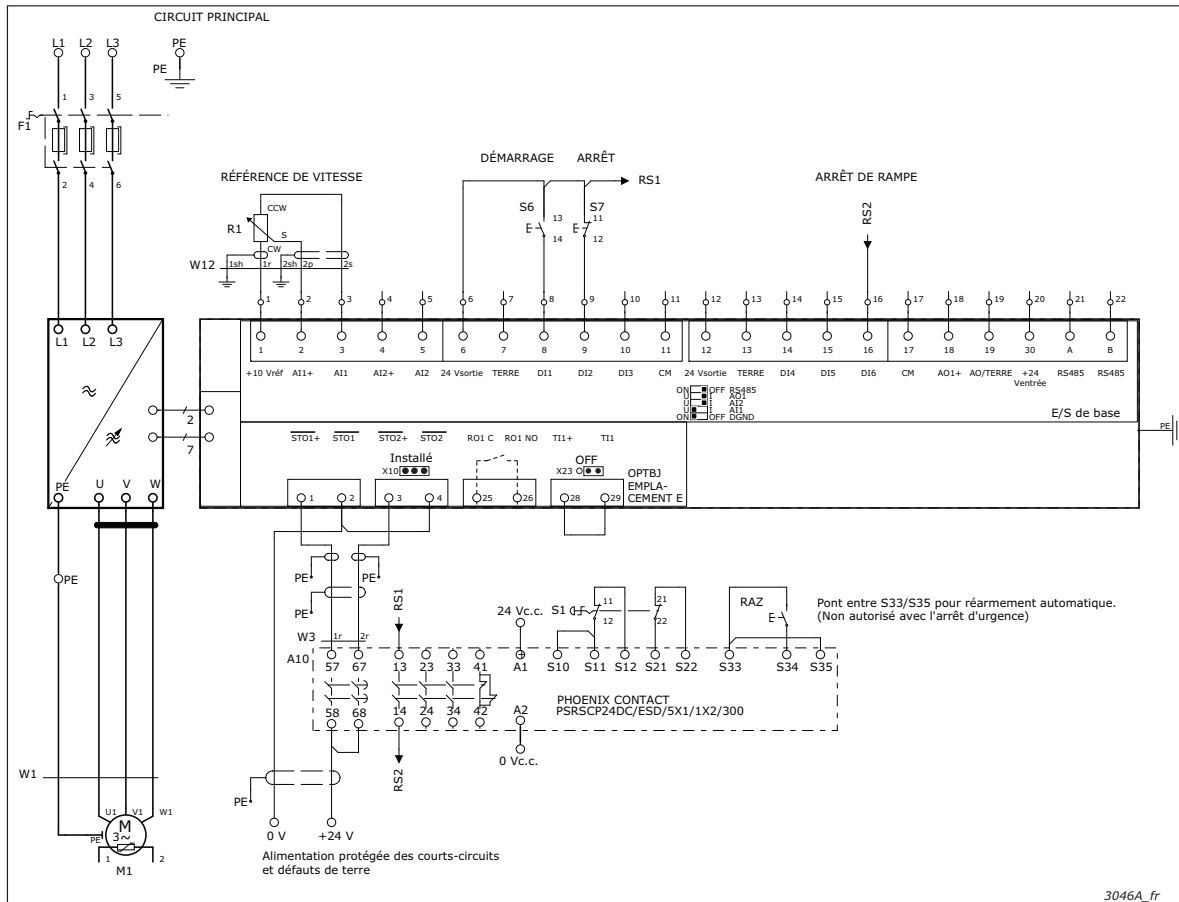 CIRCUIT PRINCIPAL
L1 L2 L3 PE
PE
1 3 5
F1
2 4 6
DÉMARRAGE ARRÊT
RS1
RÉFÉRENCE DE VITESSE
ARRÊT DE RAMPE
RS2
CCW
R1
S
CW
S6 13 14
S7 11 12
W12 1sh 1r 2sh 2p 2s
1 2 3 4 5 6 7 8 9 10 11 12 13 14 15 16 17 18 19 20 21 22
L1 L2 L3
1 2 3 4 5 6 7 8 9 10 11 12 13 14 15 16 17 18 19 30 A B
+10 Vréf AI1+ AI1 AI2+ AI2 24 Vsortie TERRE DI1 DI2 DI3 CM 24 Vsortie TERRE DI4 DI5 DI6 CM AO1+ AO/TERRE +24 Ventrée RS485 RS485
ON OFF RS485
U I AO1
U I AI2
U I AI1
ON OFF DGND
E/S de base
2
7
PE
STO1+ STO1 STO2+ STO2 RO1 C RO1 NO TI1+ TI1
Installé
X10
OFF
X23
OPTBJ
EMPLA-
CEMENT E
1 2 3 4 25 26 28 29
PE U V W
PE
PE PE
PE
RS1
24 Vc.c.
S1 11 12 21 22
RAZ
Pont entre S33/S35 pour réarmement automatique.
(Non autorisé avec l'arrêt d'urgence)
W3 1r 2r
A10
57 67 13 23 33 41 A1 S10 S11 S12 S21 S22 S33 S34 S35
PHOENIX CONTACT
PSRSCP24DC/ESD/5X1/1X2/300
58 68 14 24 34 42 A2
RS2
0 Vc.c.
W1
PE
0 V +24 V
U1 V1 W1
M
3~
PE
1 2
M1
Alimentation protégée des courts-circuits
et défauts de terre
3046A_fr